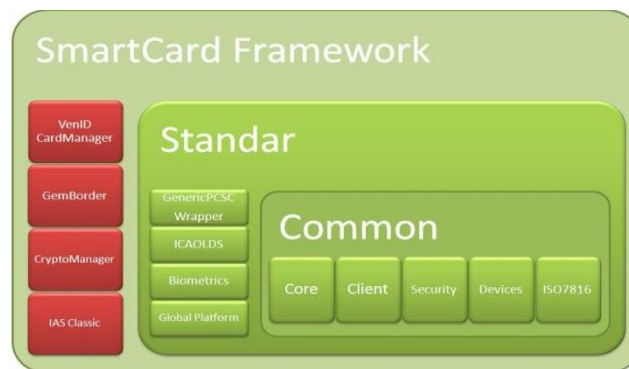 SmartCard Framework
VenID
CardManager
GemBorder
CryptoManager
IAS Classic
Standar
GenericPCSC
Wrapper
ICAOLDS
Biometrics
Global Platform
Common
Core
Client
Security
Devices
ISO7816